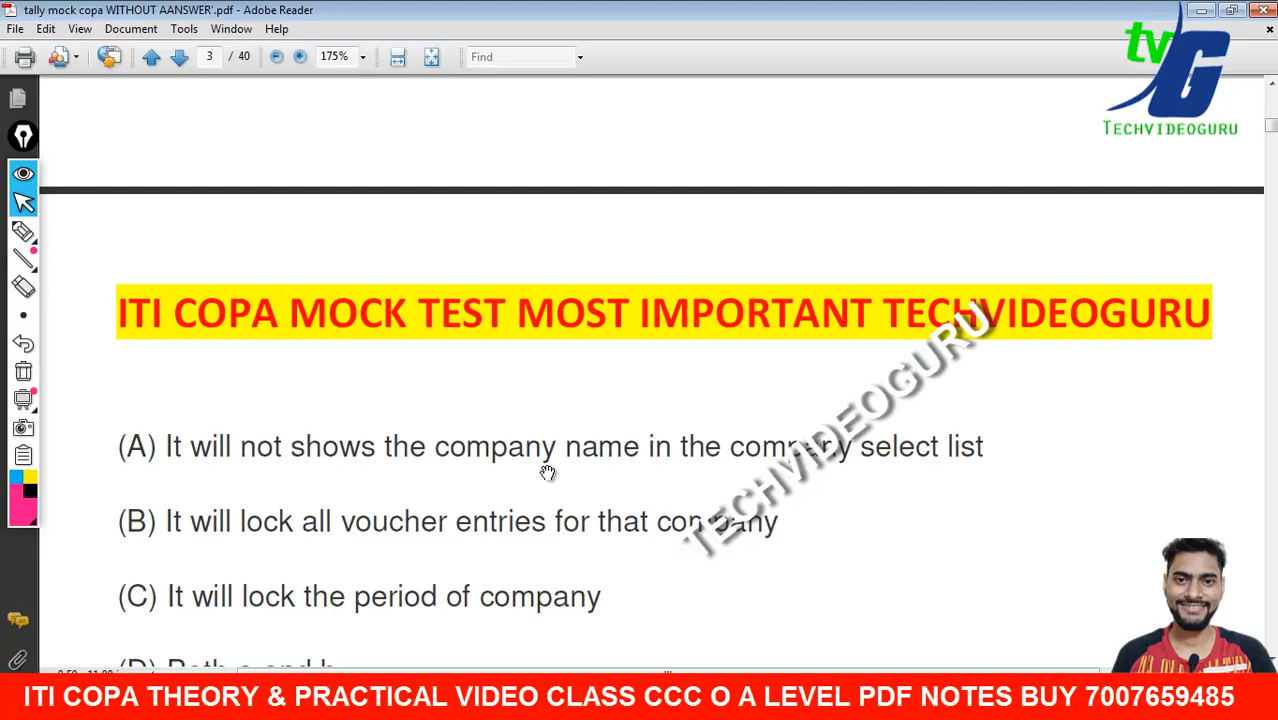 tally mock copa WITHOUT AANSWER'.pdf - Adobe Reader
File Edit View Document Tools Window Help
3 / 40 175% Find
tv G
TECHVIDEOGURU
ITI COPA MOCK TEST MOST IMPORTANT TECHVIDEOGURU
TECHVIDEOGURU
(A) It will not shows the company name in the company select list
(B) It will lock all voucher entries for that company
(C) It will lock the period of company
(D) Both a and b
ITI COPA THEORY & PRACTICAL VIDEO CLASS CCC O A LEVEL PDF NOTES BUY 7007659485